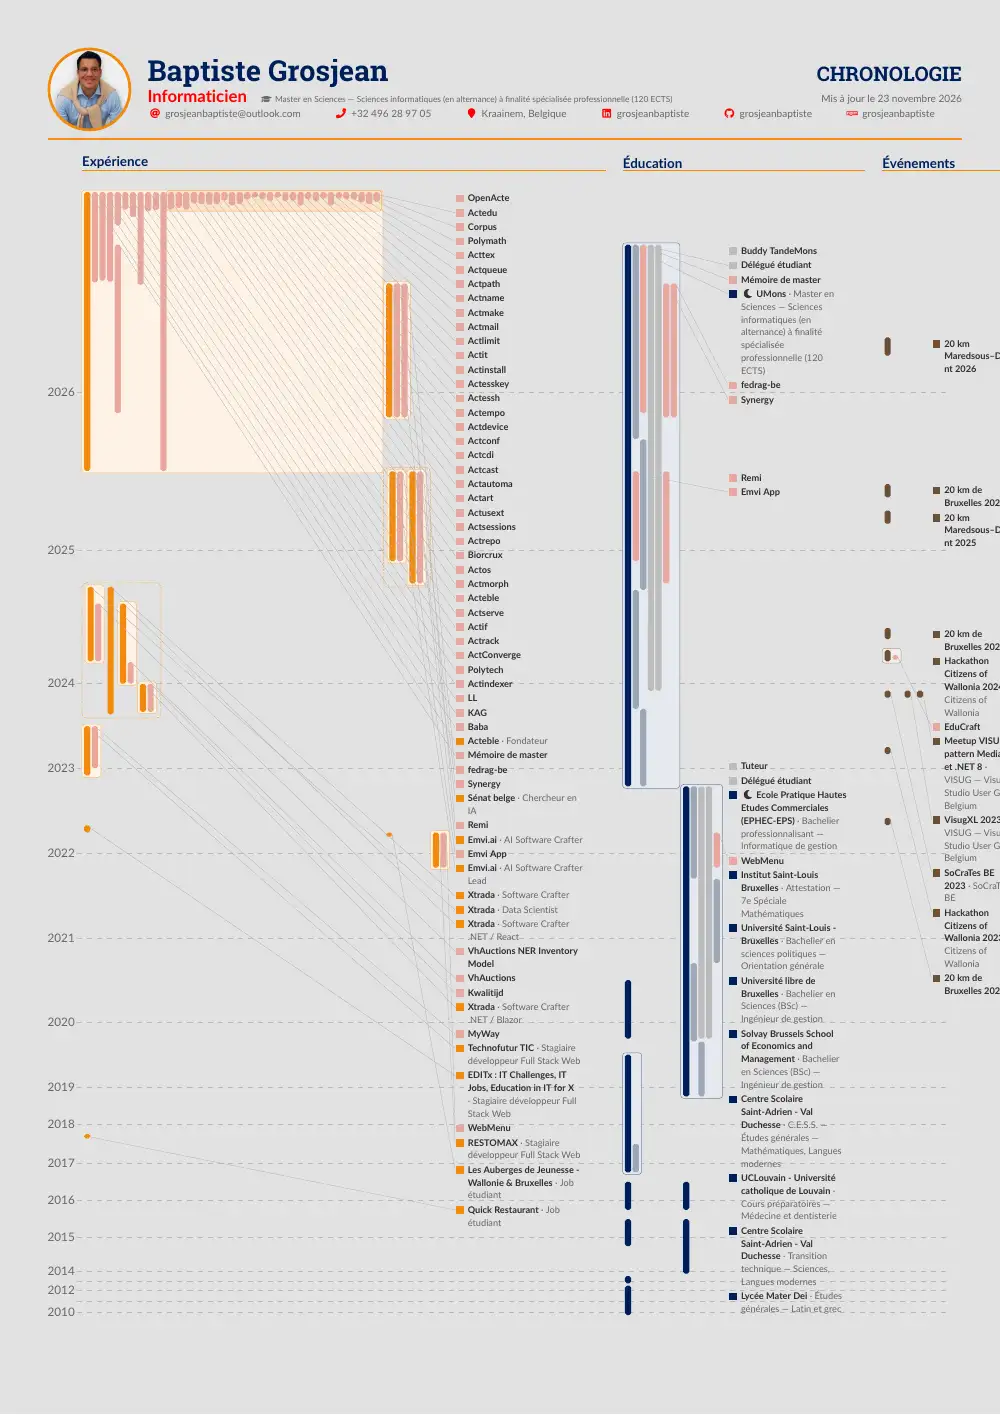 Baptiste Grosjean
CHRONOLOGIE
Informaticien
Master en Sciences — Sciences informatiques (en alternance) à finalité spécialisée professionnelle (120 ECTS)
Mis à jour le 23 novembre 2026
grosjeanbaptiste@outlook.com
+32 496 28 97 05
Kraainem, Belgique
grosjeanbaptiste
grosjeanbaptiste
grosjeanbaptiste
Expérience
2026
2025
2024
2023
2022
2021
2020
2019
2018
2017
2016
2015
2014
2012
2010
OpenActe
Actedu
Corpus
Polymath
Acttex
Actqueue
Actpath
Actname
Actmake
Actmail
Actlimit
Actit
Actinstall
Actesskey
Actessh
Actempo
Actdevice
Actconf
Actcdi
Actcast
Actautoma
Actart
Actusext
Actsessions
Actrepo
Biorcrux
Actos
Actmorph
Acteble
Actserve
Actif
Actrack
ActConverge
Polytech
Actindexer
LL
KAG
Baba
Acteble · Fondateur
Mémoire de master
fedrag-be
Synergy
Sénat belge · Chercheur en
IA
Remi
Emvi.ai · AI Software Crafter
Emvi App
Emvi.ai · AI Software Crafter
Lead
Xtrada · Software Crafter
Xtrada · Data Scientist
Xtrada · Software Crafter
.NET / React
VhAuctions NER Inventory
Model
VhAuctions
Kwalitijd
Xtrada · Software Crafter
.NET / Blazor
MyWay
Technofutur TIC · Stagiaire
développeur Full Stack Web
EDITx : IT Challenges, IT
Jobs, Education in IT for X
· Stagiaire développeur Full
Stack Web
WebMenu
RESTOMAX · Stagiaire
développeur Full Stack Web
Les Auberges de Jeunesse -
Wallonie & Bruxelles · Job
étudiant
Quick Restaurant · Job
étudiant
Éducation
Buddy TandeMons
Délégué étudiant
Mémoire de master
UMons · Master en
Sciences — Sciences
informatiques (en
alternance) à finalité
spécialisée
professionnelle (120
ECTS)
fedrag-be
Synergy
Remi
Emvi App
Tuteur
Délégué étudiant
Ecole Pratique Hautes
Etudes Commerciales
(EPHEC-EPS) · Bachelier
professionnalisant —
Informatique de gestion
WebMenu
Institut Saint-Louis
Bruxelles · Attestation —
7e Spéciale
Mathématiques
Université Saint-Louis -
Bruxelles · Bachelier en
sciences politiques —
Orientation générale
Université libre de
Bruxelles · Bachelier en
Sciences (BSc) —
Ingénieur de gestion
Solvay Brussels School
of Economics and
Management · Bachelier
en Sciences (BSc) —
Ingénieur de gestion
Centre Scolaire
Saint-Adrien - Val
Duchesse · C.E.S.S. —
Études générales —
Mathématiques, Langues
modernes
UCLouvain - Université
catholique de Louvain ·
Cours préparatoires —
Médecine et dentisterie
Centre Scolaire
Saint-Adrien - Val
Duchesse · Transition
technique — Sciences,
Langues modernes
Lycée Mater Dei · Études
générales — Latin et grec
Événements
20 km
Maredsous–D
nt 2026
20 km de
Bruxelles 202
20 km
Maredsous–D
nt 2025
20 km de
Bruxelles 202
Hackathon
Citizens of
Wallonia 2024
Citizens of
Wallonia
EduCraft
Meetup VISU
pattern Media
et .NET 8 ·
VISUG — Visu
Studio User G
Belgium
VisugXL 2023
VISUG — Visu
Studio User G
Belgium
SoCraTes BE
2023 · SoCraT
BE
Hackathon
Citizens of
Wallonia 2023
Citizens of
Wallonia
20 km de
Bruxelles 202